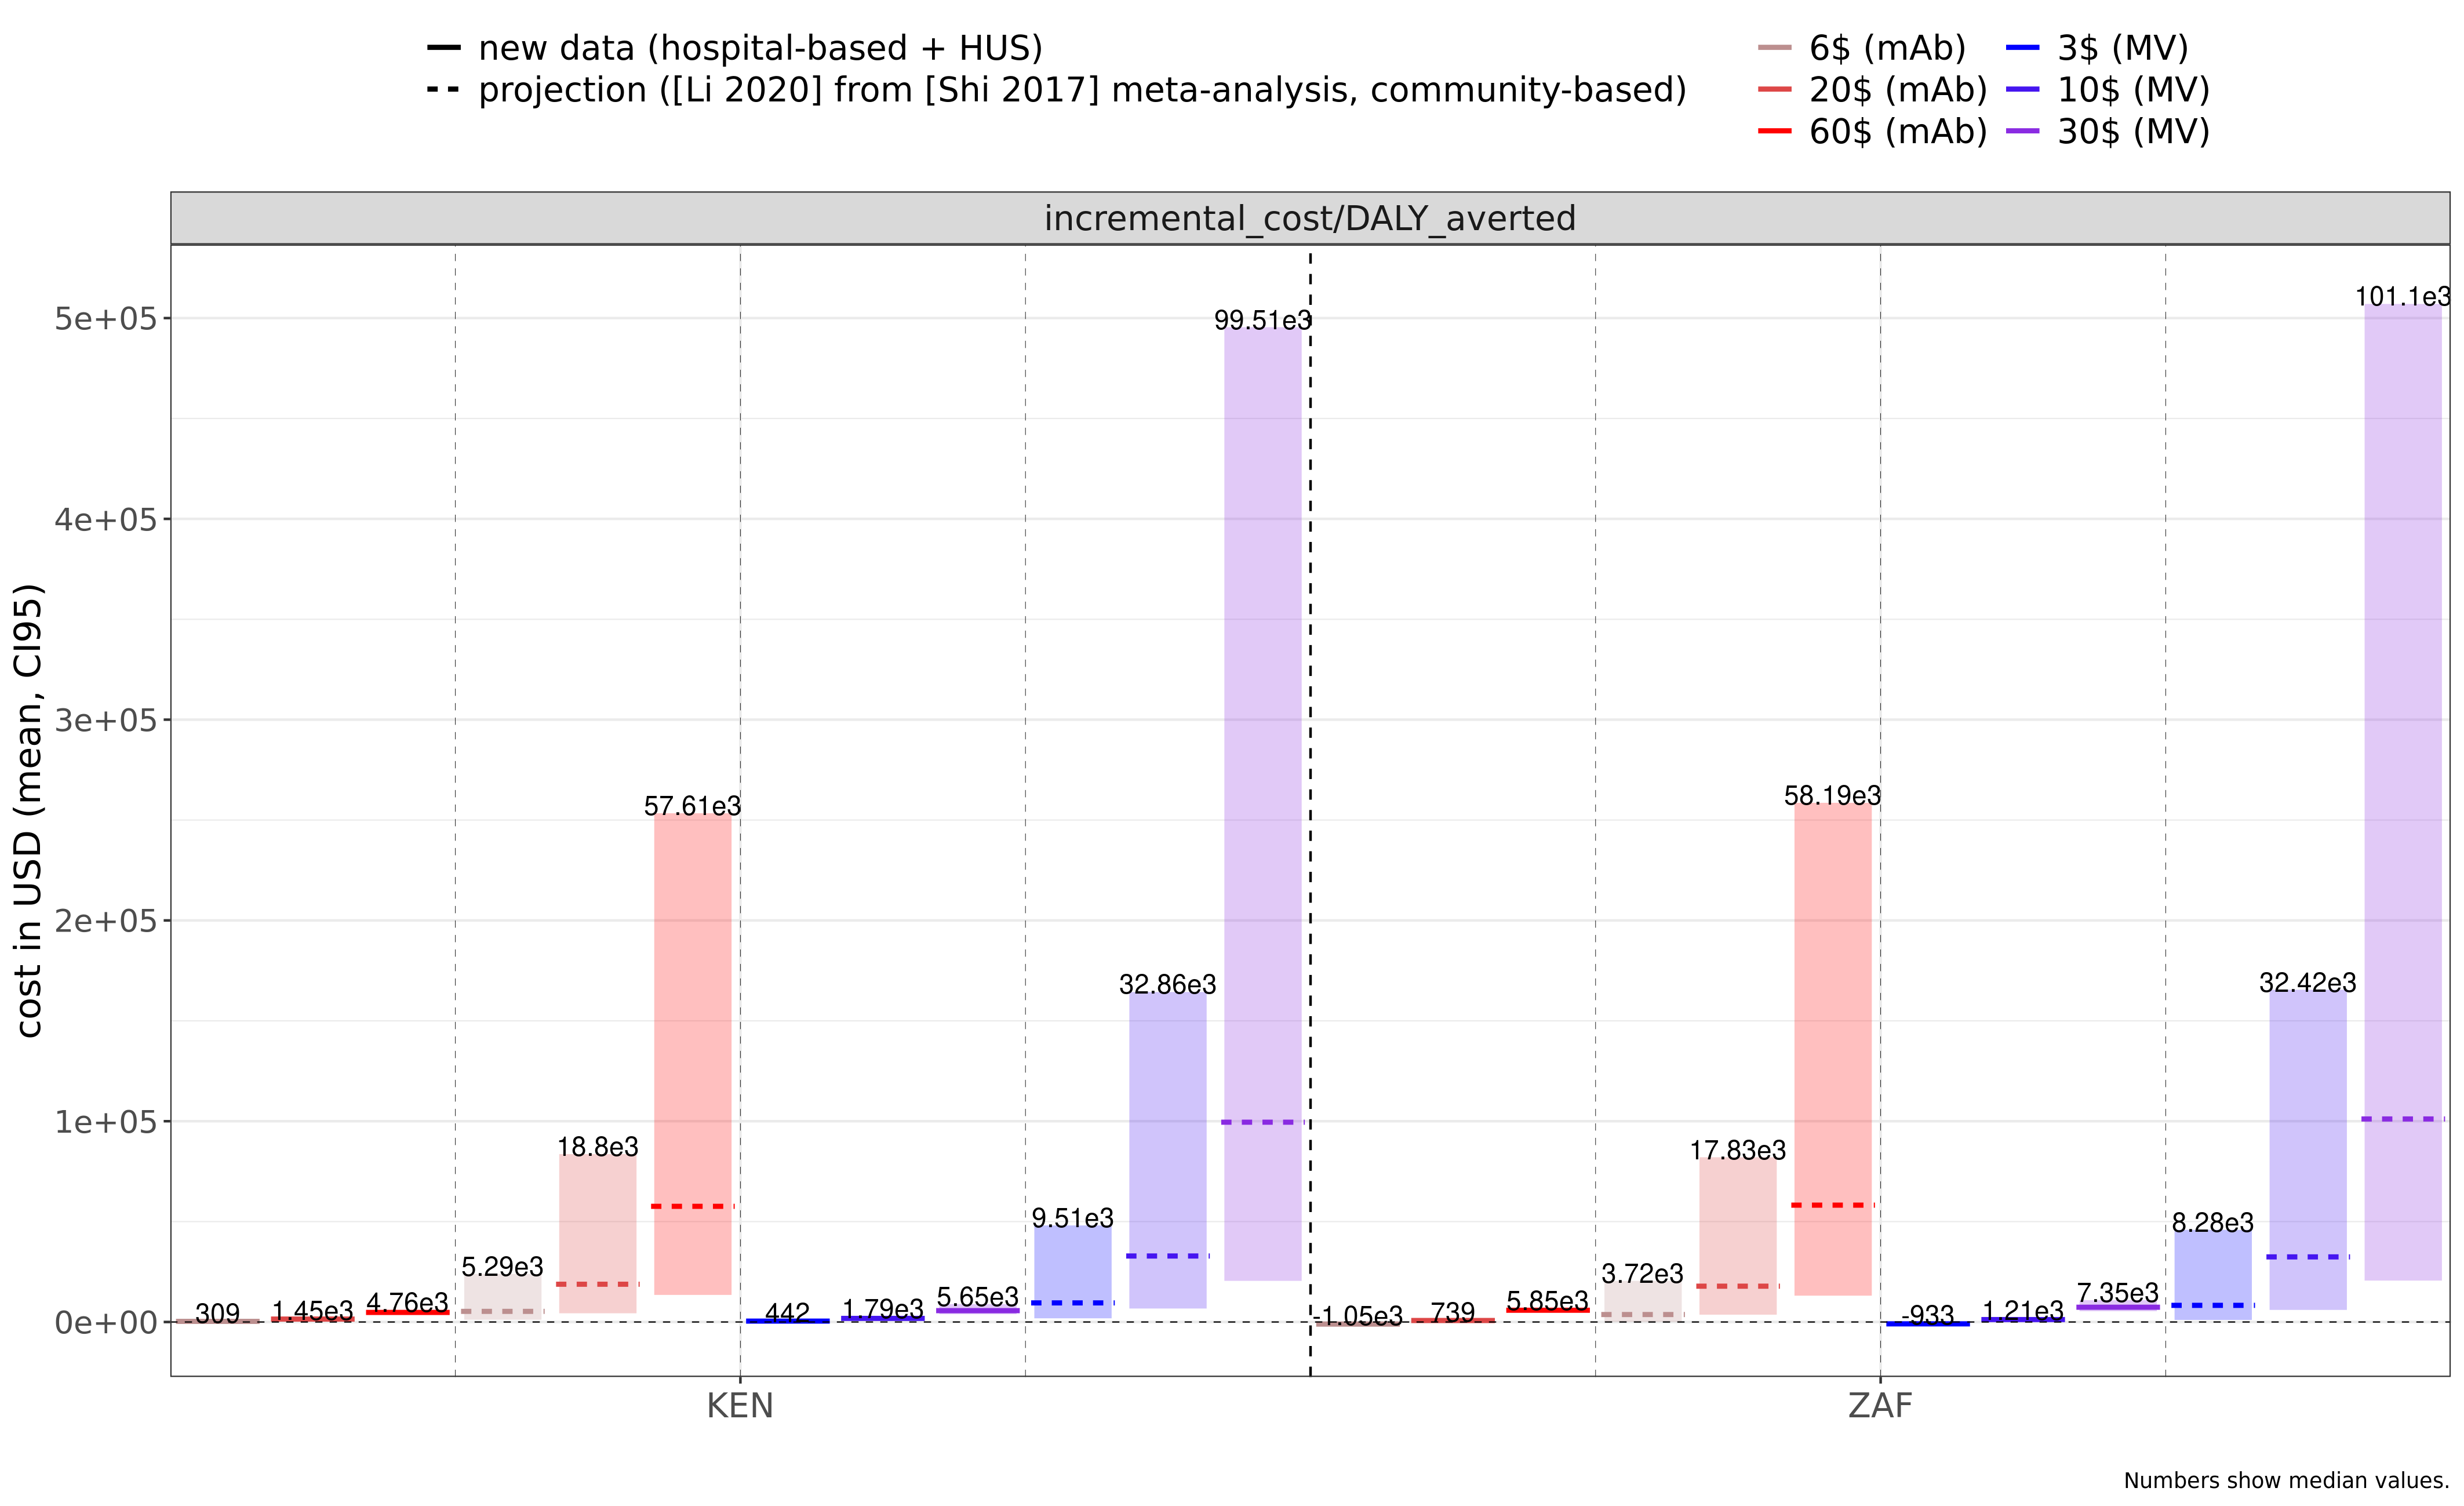 new data (hospital-based + HUS)
projection ([Li 2020] from [Shi 2017] meta-analysis, community-based)
6$ (mAb)
20$ (mAb)
60$ (mAb)
3$ (MV)
10$ (MV)
30$ (MV)
incremental_cost/DALY_averted
cost in USD (mean, CI95)
5e+05
4e+05
3e+05
2e+05
1e+05
0e+00
309
1.45e3
4.76e3
5.29e3
18.8e3
57.61e3
442
1.79e3
5.65e3
9.51e3
32.86e3
99.51e3
-1.05e3
739
5.85e3
3.72e3
17.83e3
58.19e3
-933
1.21e3
7.35e3
8.28e3
32.42e3
101.1e3
KEN
ZAF
Numbers show median values.